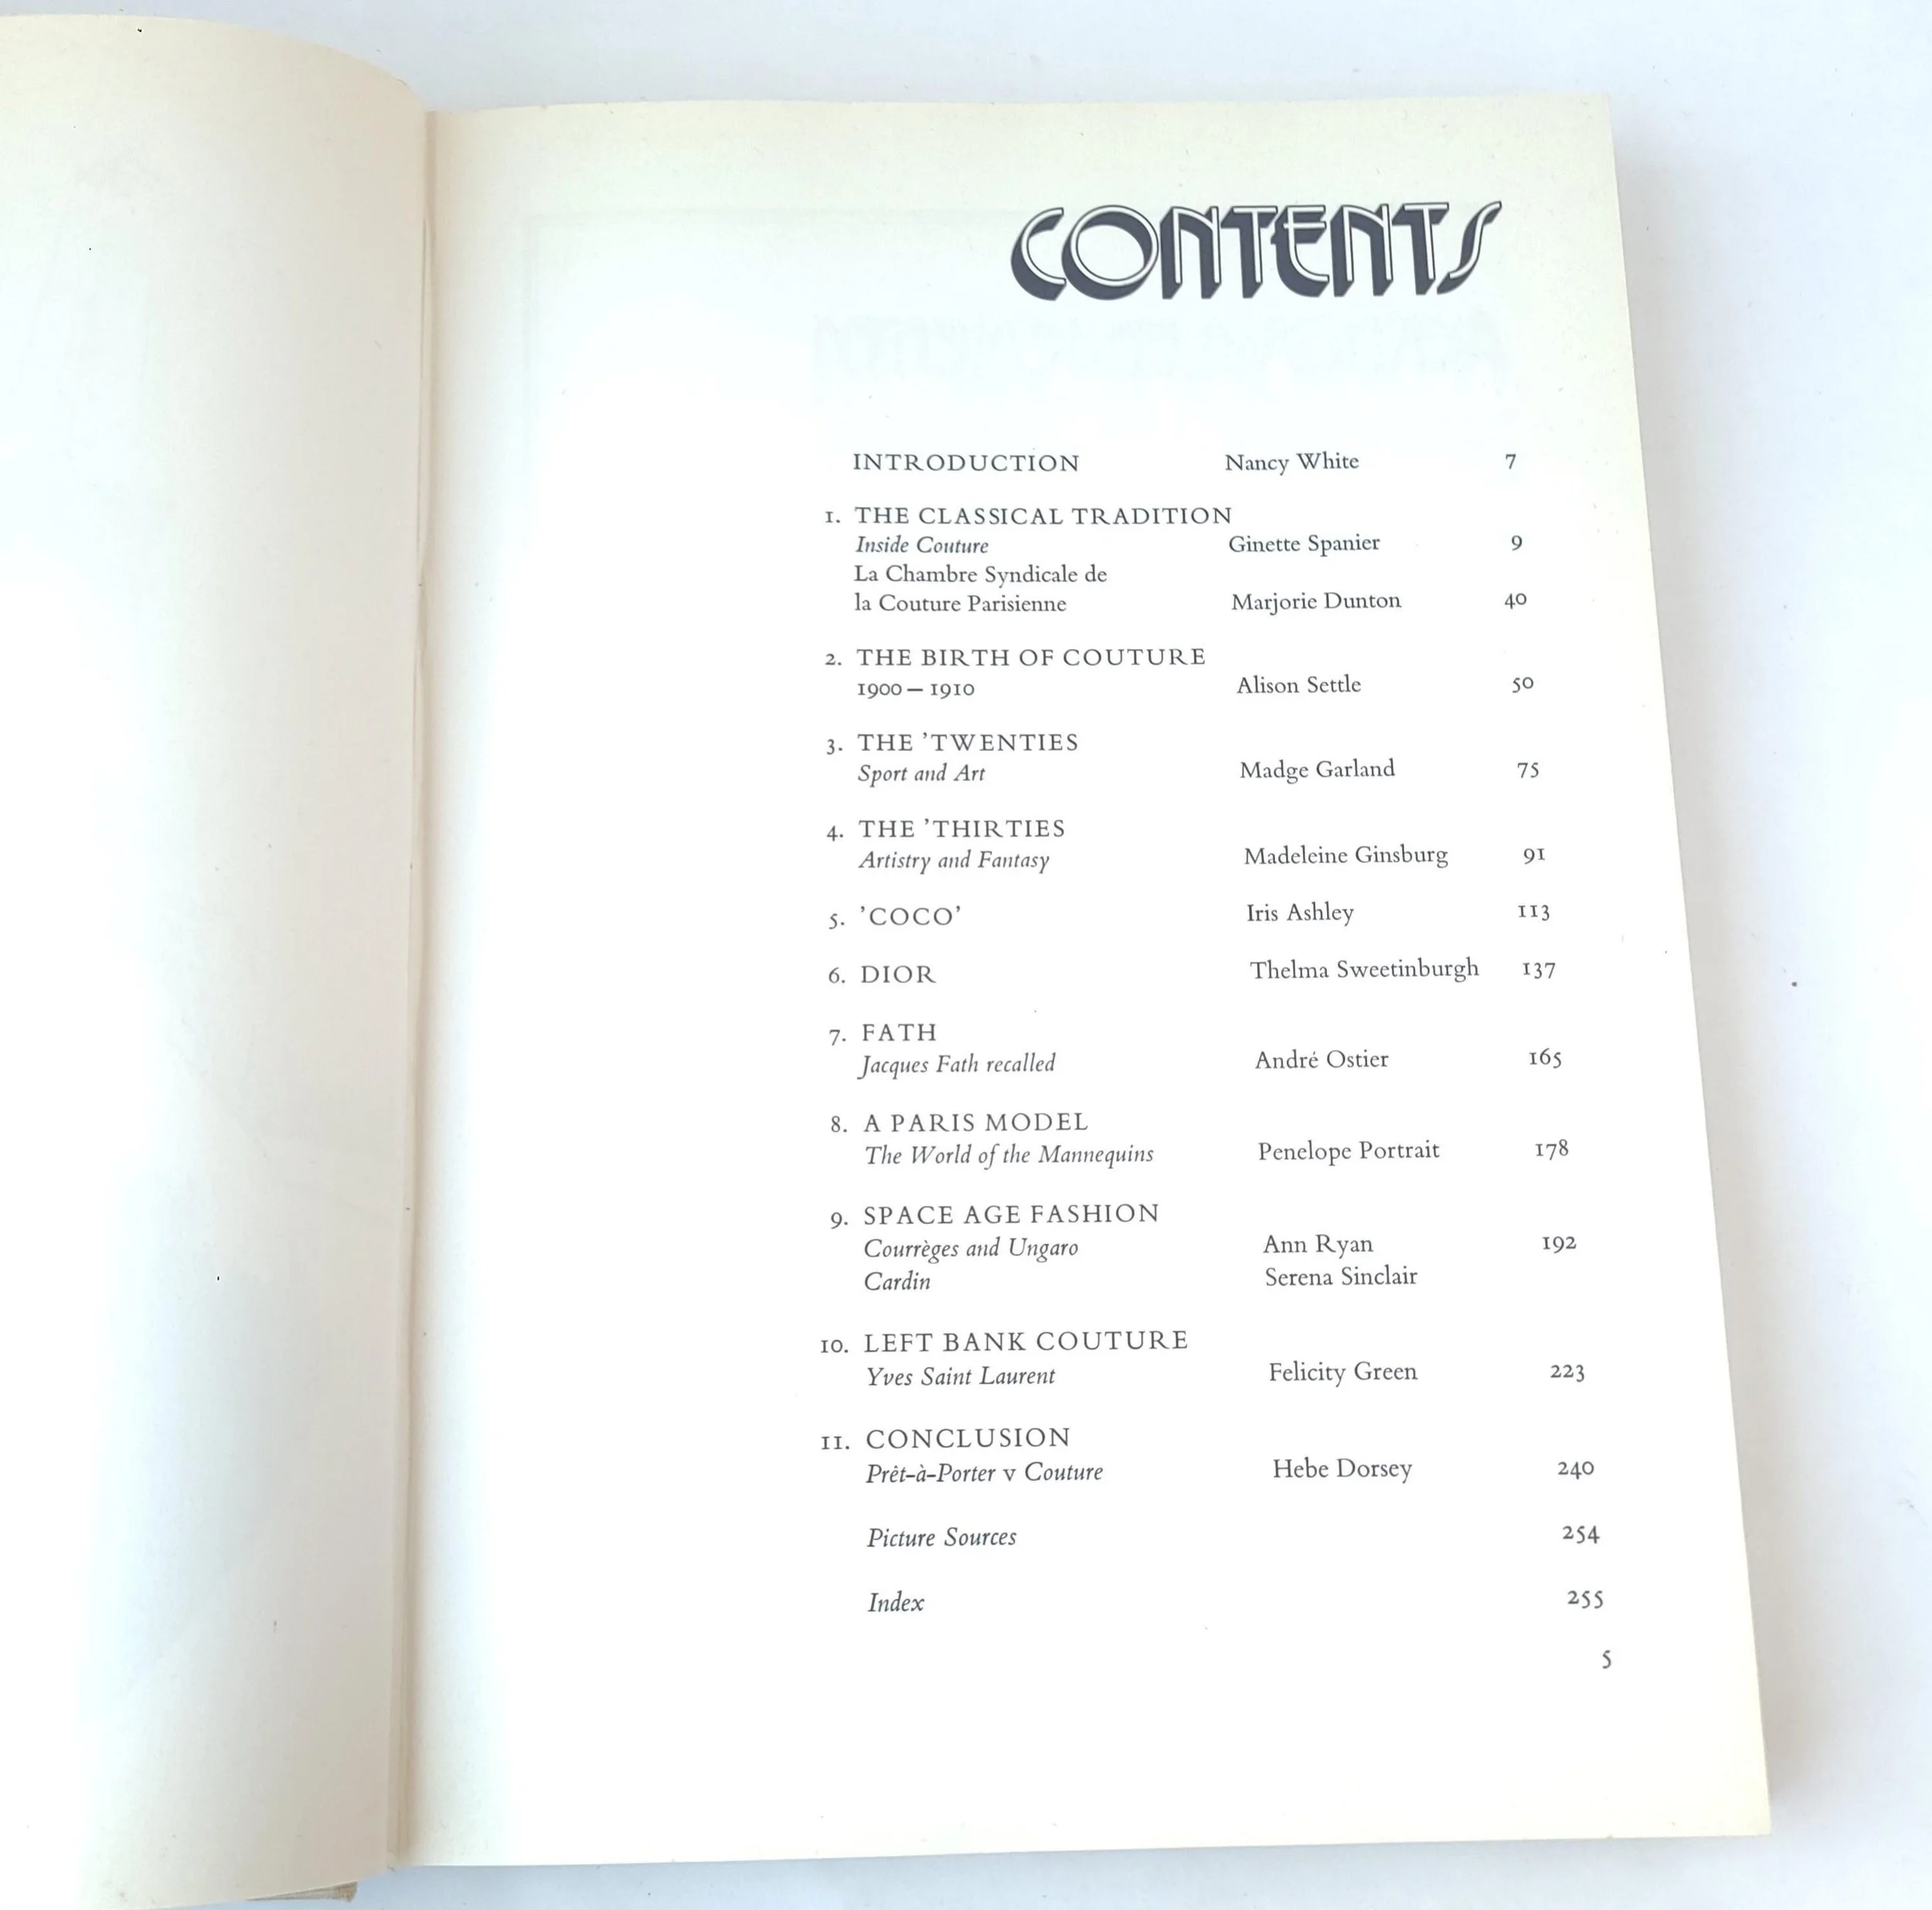 CONTENTS
INTRODUCTION Nancy White 7
1. THE CLASSICAL TRADITION
Inside Couture Ginette Spanier 9
La Chambre Syndicale de
la Couture Parisienne Marjorie Dunton 40
2. THE BIRTH OF COUTURE
1900 — 1910 Alison Settle 50
3. THE ’TWENTIES
Sport and Art Madge Garland 75
4. THE ’THIRTIES
Artistry and Fantasy Madeleine Ginsburg 91
5. ’COCO’ Iris Ashley 113
6. DIOR Thelma Sweetinburgh 137
7. FATH
Jacques Fath recalled André Ostier 165
8. A PARIS MODEL
The World of the Mannequins Penelope Portrait 178
9. SPACE AGE FASHION
Courrèges and Ungaro Ann Ryan 192
Cardin Serena Sinclair
10. LEFT BANK COUTURE
Yves Saint Laurent Felicity Green 223
11. CONCLUSION
Prêt-à-Porter v Couture Hebe Dorsey 240
Picture Sources 254
Index 255
5